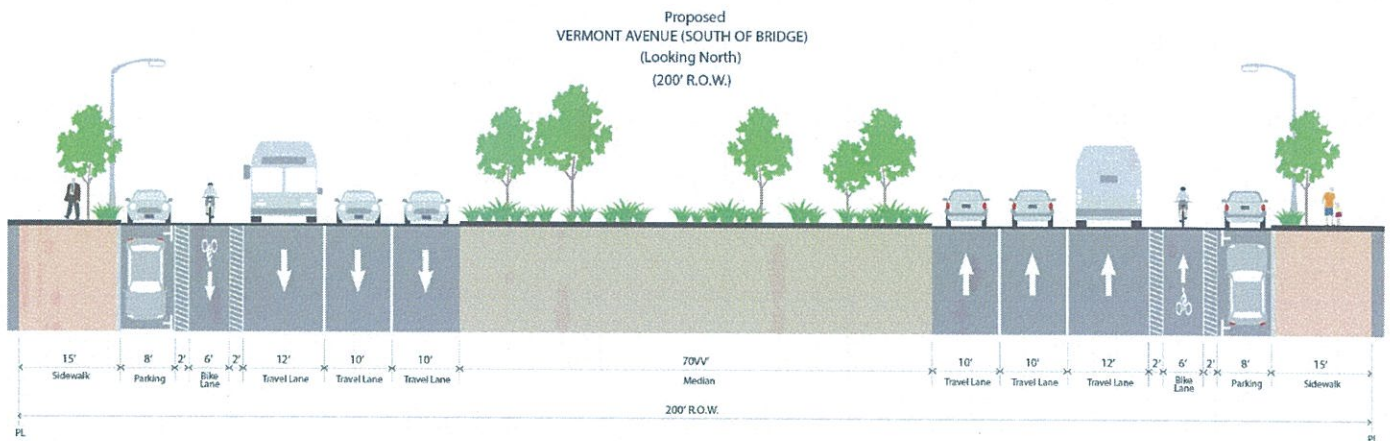 Proposed
VERMONT AVENUE (SOUTH OF BRIDGE)
(Looking North)
(200' R.O.W.)
15' 8' 2' 6' 2' 12' 10' 10' 70VV' 10' 10' 12' 2' 6' 2' 8' 15'
Sidewalk Parking Bike Lane Travel Lane Travel Lane Travel Lane Median Travel Lane Travel Lane Travel Lane Bike Lane Parking Sidewalk
200' R.O.W.
PL PL